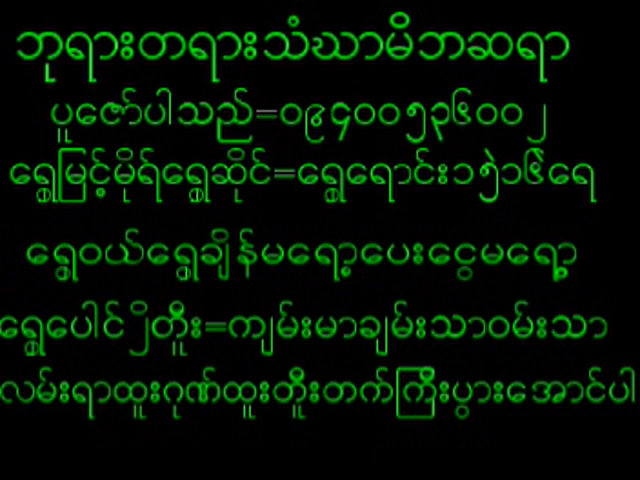 ဘုရားတရားသံဃာမိဘဆရာ
ပူဇော်ပါသည်=၀၉၄၀၀၅၃၆၀၀၂
ရွှေမြင့်မိုရ်ရွှေဆိုင်=ရွှေရောင်း၁၅ဲ၁၆ဲရေ
ရွှေဝယ်ရွှေချိန်မရော့ပေးငွေမရော့
ရွှေပေါင်ဦတိူး=ကျမ်းမာချမ်းသာဝမ်းသာ
လမ်းရာထူးဂုဏ်ထူးတိူးတက်ကြီးပွားအောင်ပါ